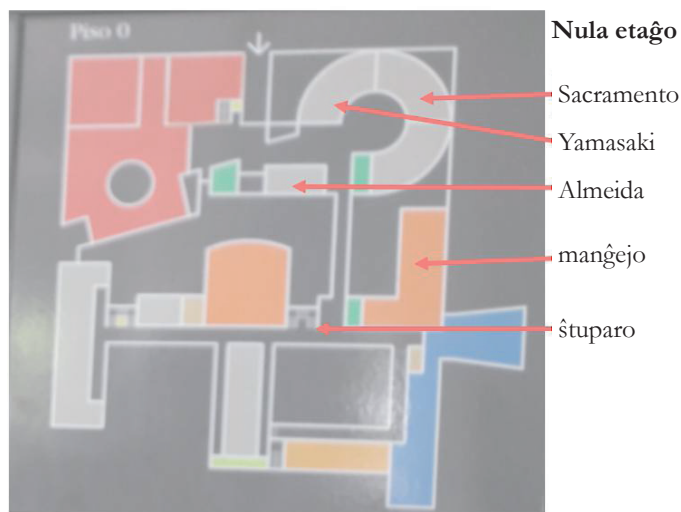 Piso 0
Nula etaĝo
Sacramento
Yamasaki
Almeida
manĝejo
ŝtuparo